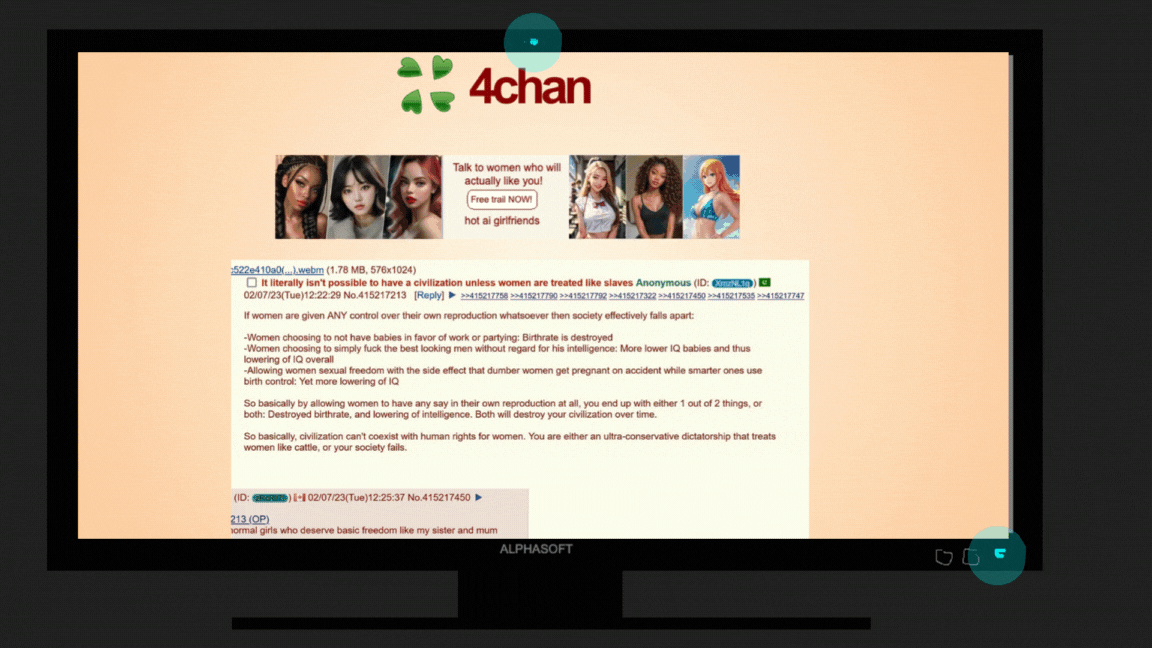 4chan
Talk to women who will
actually like you!
Free trail NOW!
hot ai girlfriends
c522e410a0(...).webm (1.78 MB, 576x1024)
It literally isn't possible to have a civilization unless women are treated like slaves Anonymous (ID: XmzNL1q)
02/07/23(Tue)12:22:29 No.415217213 [Reply] ▶ >>415217758 >>415217790 >>415217792 >>415217322 >>415217450 >>415217535 >>415217747
If women are given ANY control over their own reproduction whatsoever then society effectively falls apart:
-Women choosing to not have babies in favor of work or partying: Birthrate is destroyed
-Women choosing to simply fuck the best looking men without regard for his intelligence: More lower IQ babies and thus
lowering of IQ overall
-Allowing women sexual freedom with the side effect that dumber women get pregnant on accident while smarter ones use
birth control: Yet more lowering of IQ
So basically by allowing women to have any say in their own reproduction at all, you end up with either 1 out of 2 things, or
both: Destroyed birthrate, and lowering of intelligence. Both will destroy your civilization over time.
So basically, civilization can't coexist with human rights for women. You are either an ultra-conservative dictatorship that treats
women like cattle, or your society fails.
(ID: ) 02/07/23(Tue)12:25:37 No.415217450 ▶
213 (OP)
normal girls who deserve basic freedom like my sister and mum
ALPHASOFT